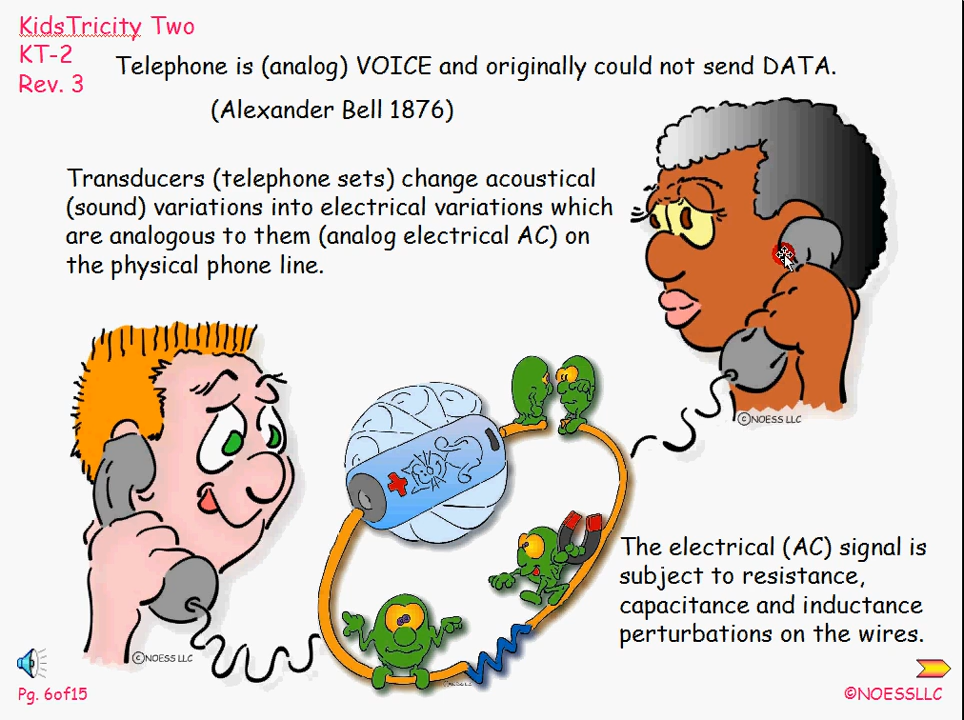 KidsTricity Two
KT-2
Rev. 3
Telephone is (analog) VOICE and originally could not send DATA.
(Alexander Bell 1876)
Transducers (telephone sets) change acoustical
(sound) variations into electrical variations which
are analogous to them (analog electrical AC) on
the physical phone line.
©NOESS LLC
The electrical (AC) signal is
subject to resistance,
capacitance and inductance
perturbations on the wires.
©NOESS LLC
Pg. 6of15
©NOESSLLC